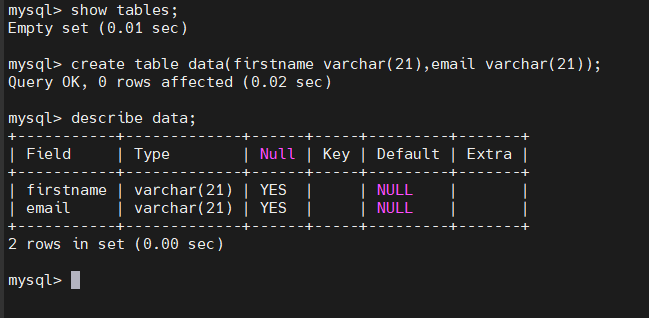 mysql> show tables;
Empty set (0.01 sec)
mysql> create table data(firstname varchar(21),email varchar(21));
Query OK, 0 rows affected (0.02 sec)
mysql> describe data;
+-----------+-------------+------+-----+---------+-------+
| Field     | Type        | Null | Key | Default | Extra |
+-----------+-------------+------+-----+---------+-------+
| firstname | varchar(21) | YES  |     | NULL    |       |
| email     | varchar(21) | YES  |     | NULL    |       |
+-----------+-------------+------+-----+---------+-------+
2 rows in set (0.00 sec)
mysql>